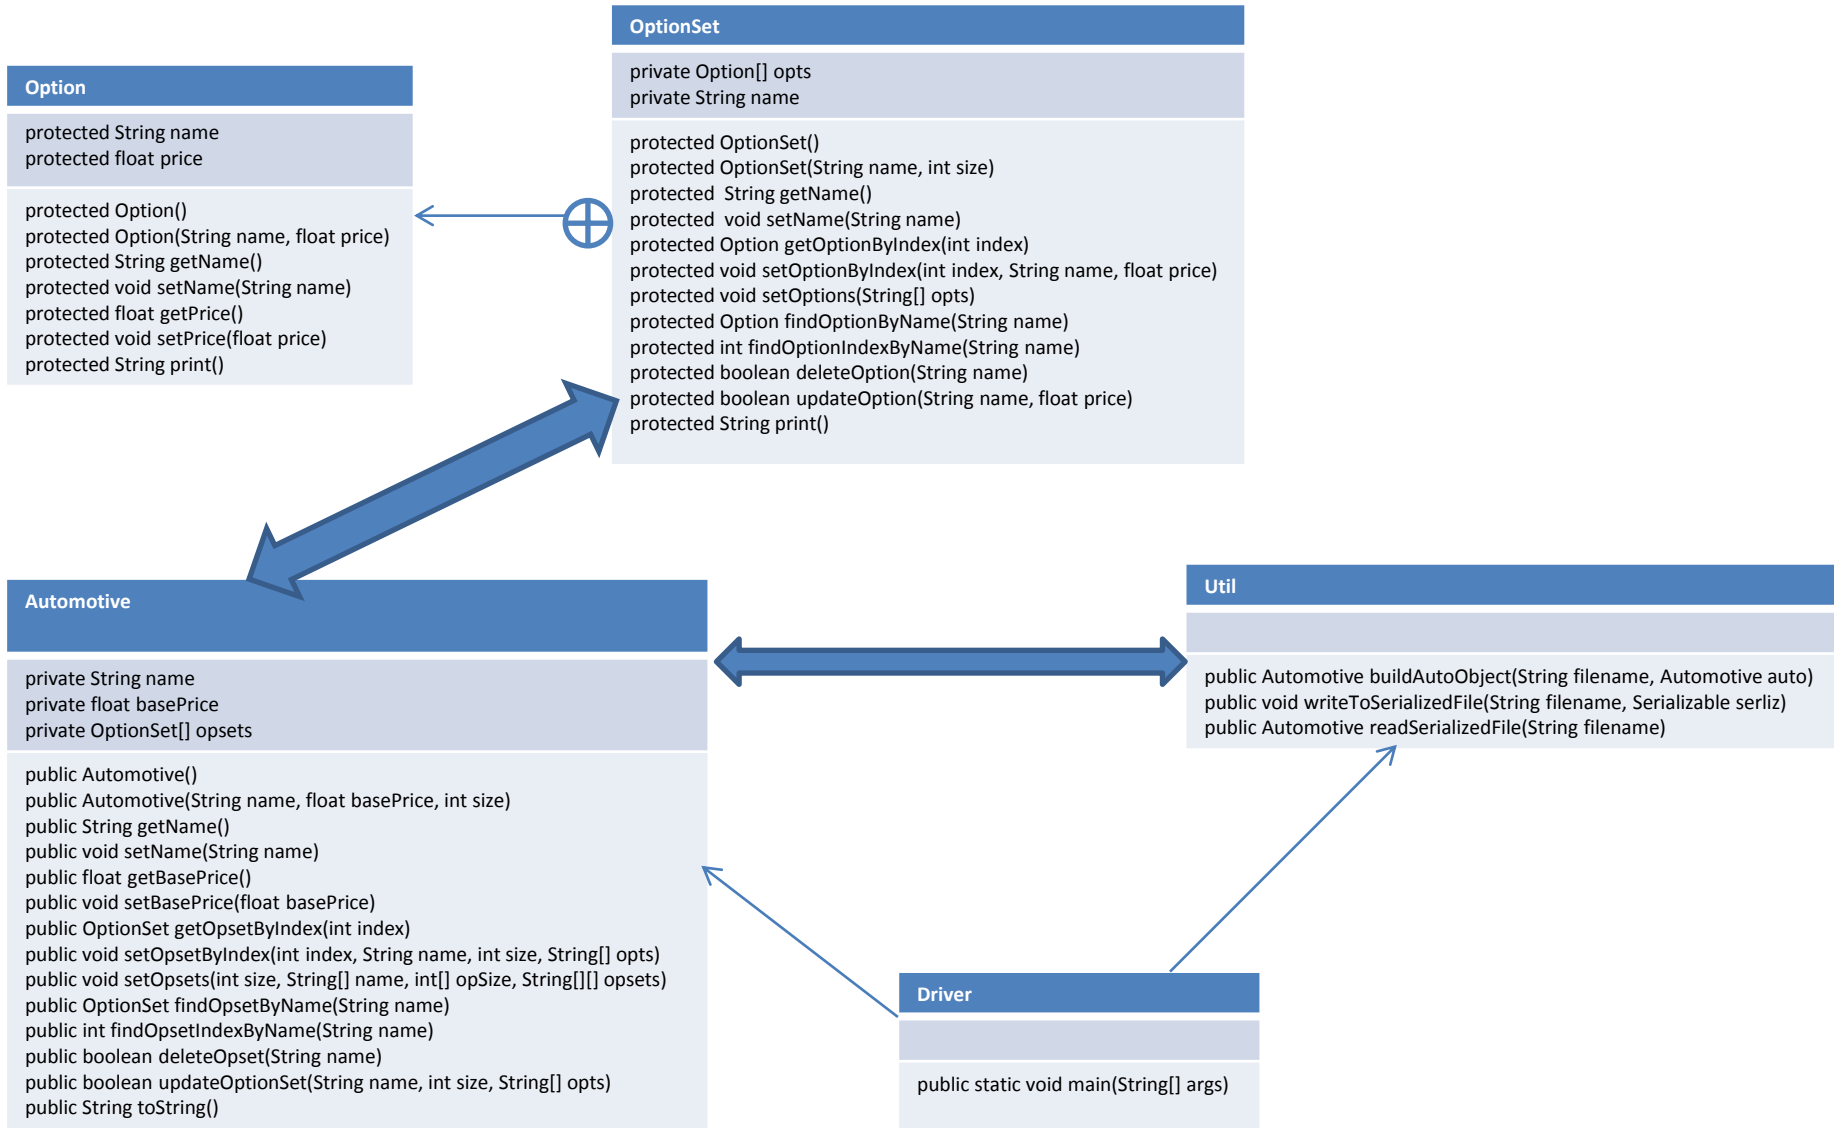 OptionSet
private Option[] opts
private String name
protected OptionSet()
protected OptionSet(String name, int size)
protected  String getName()
protected  void setName(String name)
protected Option getOptionByIndex(int index)
protected void setOptionByIndex(int index, String name, float price)
protected void setOptions(String[] opts)
protected Option findOptionByName(String name)
protected int findOptionIndexByName(String name)
protected boolean deleteOption(String name)
protected boolean updateOption(String name, float price)
protected String print()
Option
protected String name
protected float price
protected Option()
protected Option(String name, float price)
protected String getName()
protected void setName(String name)
protected float getPrice()
protected void setPrice(float price)
protected String print()
Automotive
private String name
private float basePrice
private OptionSet[] opsets
public Automotive()
public Automotive(String name, float basePrice, int size)
public String getName()
public void setName(String name)
public float getBasePrice()
public void setBasePrice(float basePrice)
public OptionSet getOpsetByIndex(int index)
public void setOpsetByIndex(int index, String name, int size, String[] opts)
public void setOpsets(int size, String[] name, int[] opSize, String[][] opsets)
public OptionSet findOpsetByName(String name)
public int findOpsetIndexByName(String name)
public boolean deleteOpset(String name)
public boolean updateOptionSet(String name, int size, String[] opts)
public String toString()
Util
public Automotive buildAutoObject(String filename, Automotive auto)
public void writeToSerializedFile(String filename, Serializable serliz)
public Automotive readSerializedFile(String filename)
Driver
public static void main(String[] args)